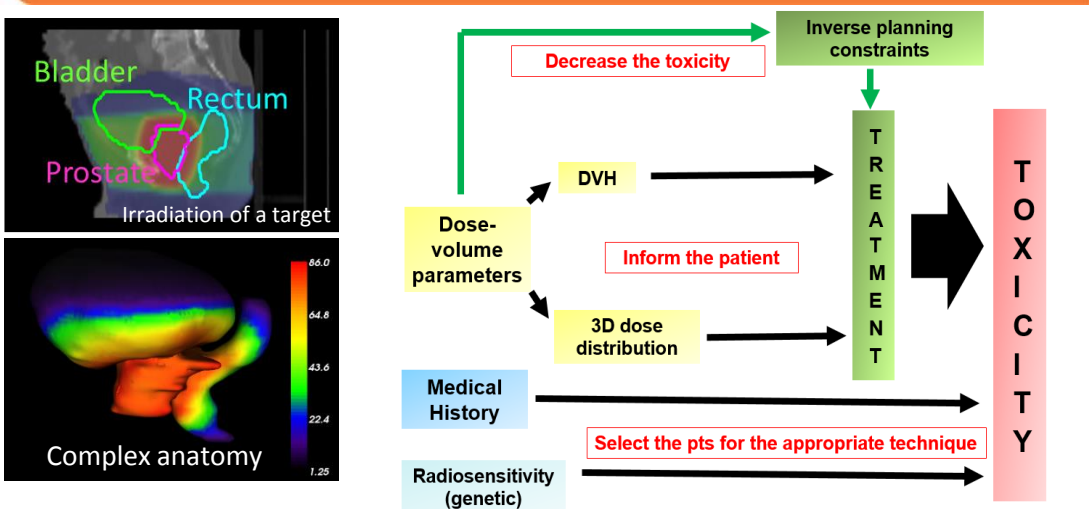 Bladder
Rectum
Prostate
Irradiation of a target
86.0
64.8
43.6
22.4
1.25
Complex anatomy
Inverse planning
constraints
Decrease the toxicity
DVH
Dose-
volume
parameters
Inform the patient
3D dose
distribution
TREATMENT
TOXICITY
Medical
History
Select the pts for the appropriate technique
Radiosensitivity
(genetic)